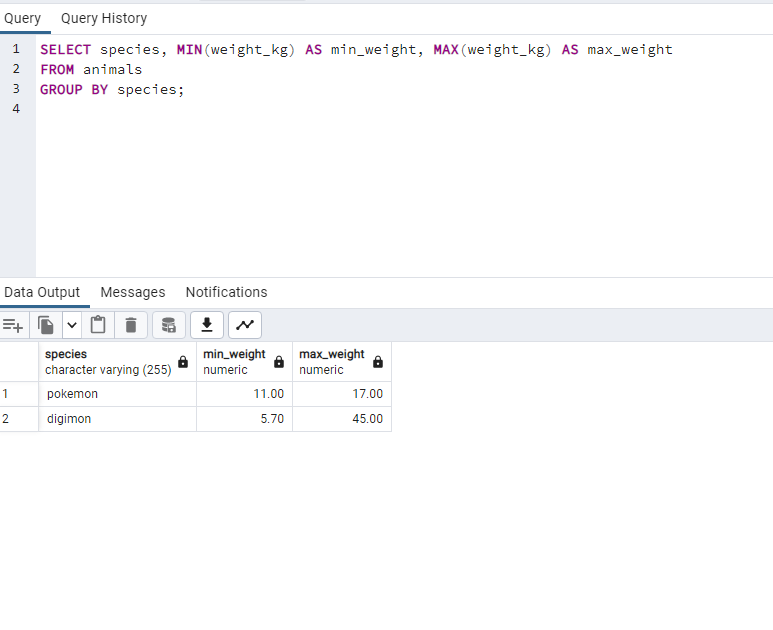 Query Query History
1 SELECT species, MIN(weight_kg) AS min_weight, MAX(weight_kg) AS max_weight
2 FROM animals
3 GROUP BY species;
4
Data Output Messages Notifications
species min_weight max_weight
character varying (255) numeric numeric
1 pokemon 11.00 17.00
2 digimon 5.70 45.00